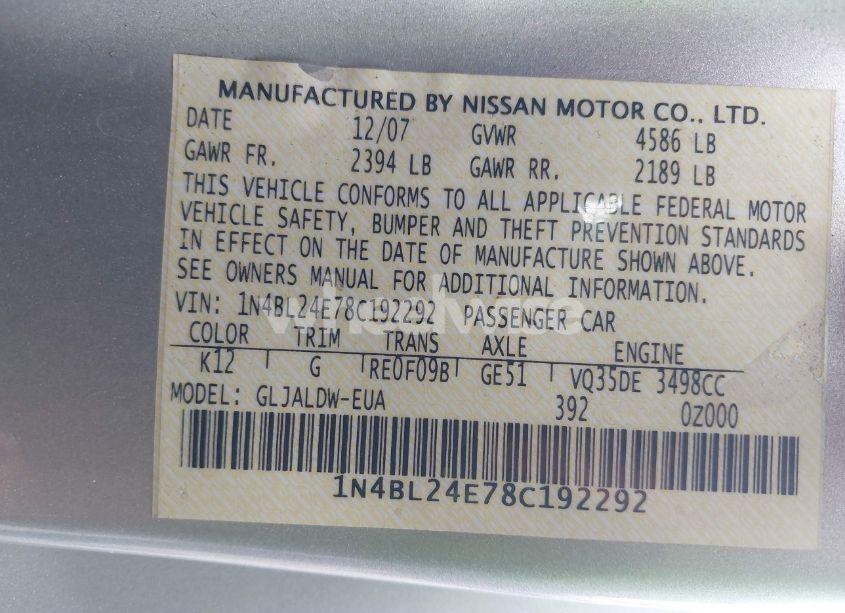 MANUFACTURED BY NISSAN MOTOR CO., LTD.
DATE 12/07 GVWR 4586 LB
GAWR FR. 2394 LB GAWR RR. 2189 LB
THIS VEHICLE CONFORMS TO ALL APPLICABLE FEDERAL MOTOR
VEHICLE SAFETY, BUMPER AND THEFT PREVENTION STANDARDS
IN EFFECT ON THE DATE OF MANUFACTURE SHOWN ABOVE.
SEE OWNERS MANUAL FOR ADDITIONAL INFORMATION.
VIN: 1N4BL24E78C192292 PASSENGER CAR
COLOR TRIM TRANS AXLE ENGINE
K12 G RE0F09B GE51 VQ35DE 3498CC
MODEL: GLJALDW-EUA 392 0Z000
1N4BL24E78C192292